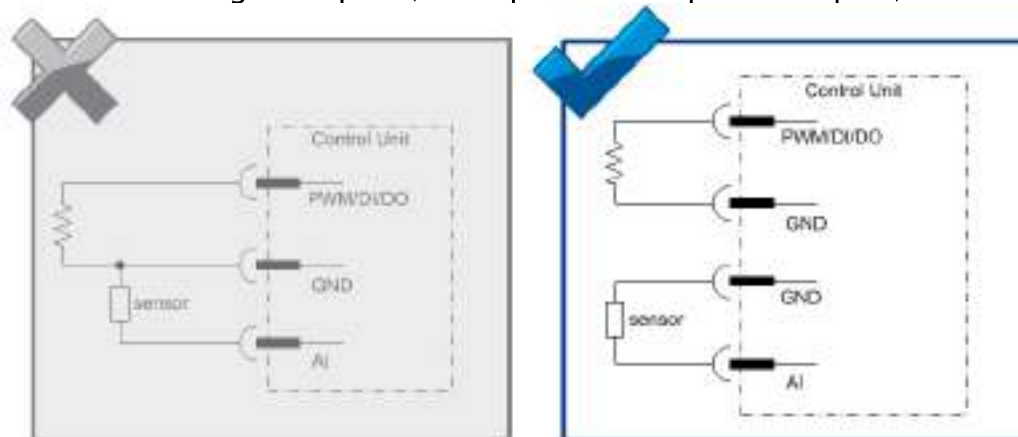 Control Unit
PWM/DI/DO
GND
sensor
AI
Control Unit
PWM/DI/DO
GND
GND
sensor
AI